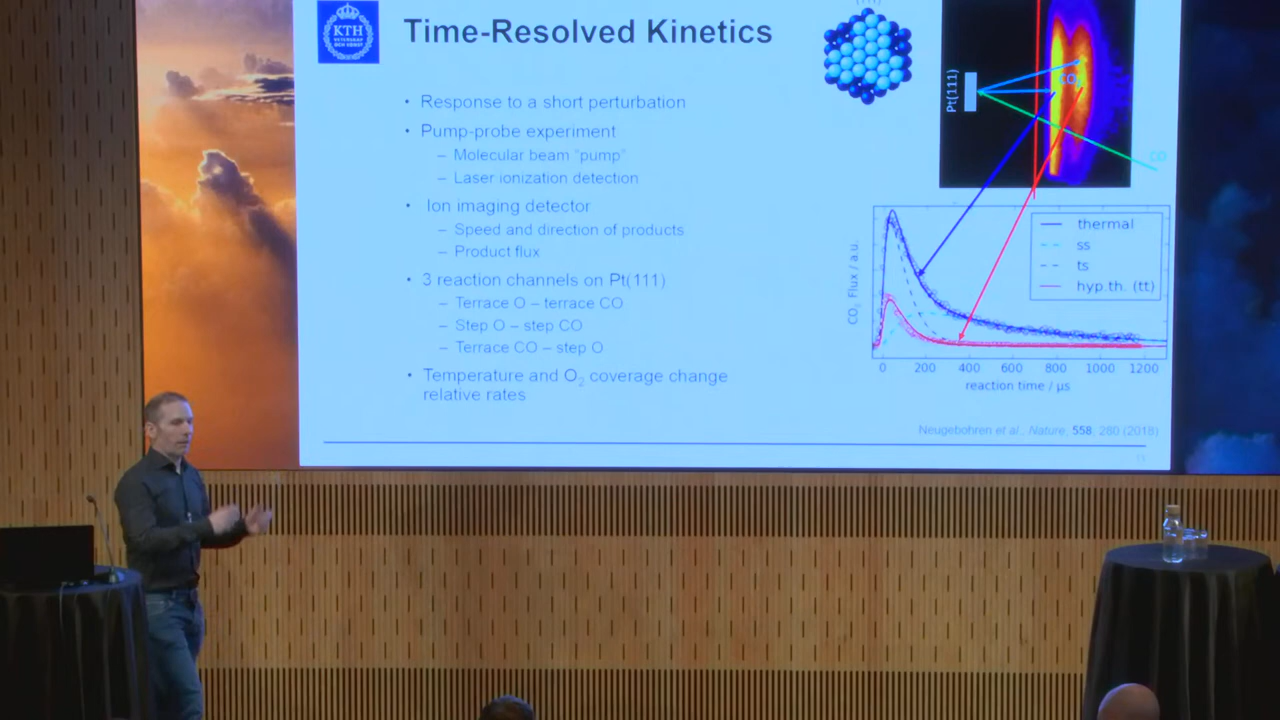 KTH
VETENSKAP
OCH KONST
Time-Resolved Kinetics
• Response to a short perturbation
• Pump-probe experiment
– Molecular beam "pump"
– Laser ionization detection
• Ion imaging detector
– Speed and direction of products
– Product flux
• 3 reaction channels on Pt(111)
– Terrace O – terrace CO
– Step O – step CO
– Terrace CO – step O
• Temperature and O₂ coverage change
relative rates
Pt(111)
CO₂
CO
CO₂ Flux / a.u.
thermal
ss
ts
hyp.th. (tt)
0 200 400 600 800 1000 1200
reaction time / µs
Neugebohren et al., Nature, 558, 280 (2018)